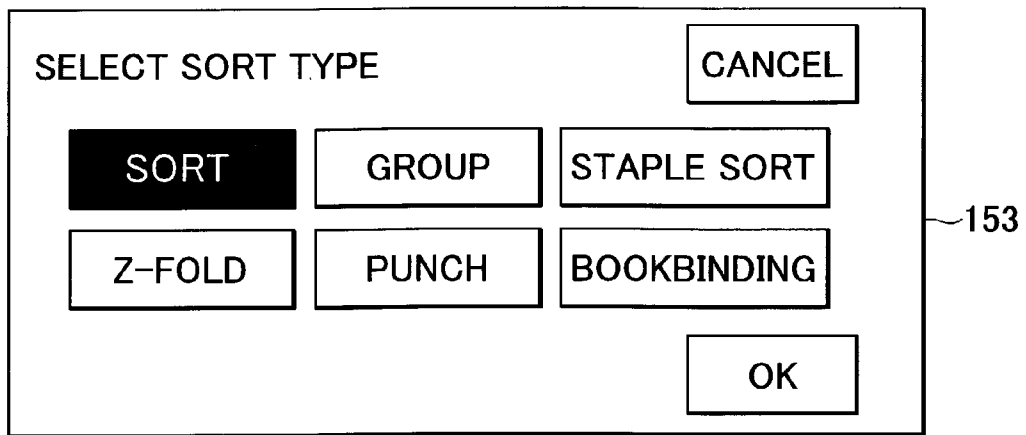 SELECT SORT TYPE CANCEL
SORT GROUP STAPLE SORT
153
Z-FOLD PUNCH BOOKBINDING
OK